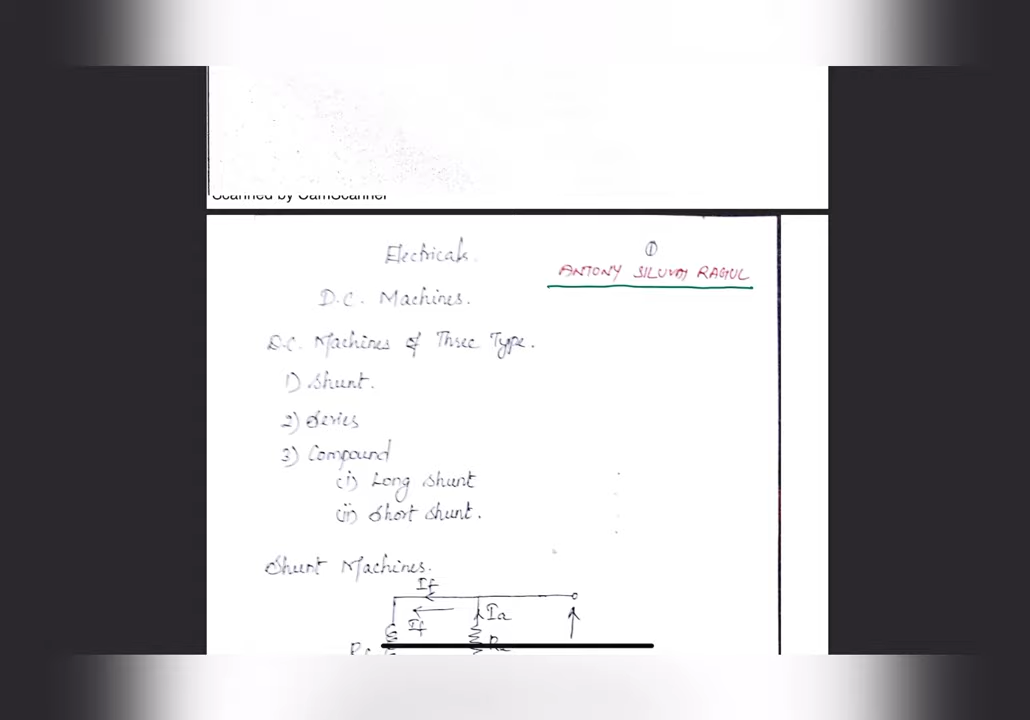 Scanned by CamScanner
①
Electricals.
ANTONY SILUVAI RAGUL
D.C. Machines.
D.C. Machines of Three Type.
1) Shunt.
2) Series
3) Compound
(i) Long Shunt
(ii) Short Shunt.
Shunt Machines.
If
Ia
If
Ra